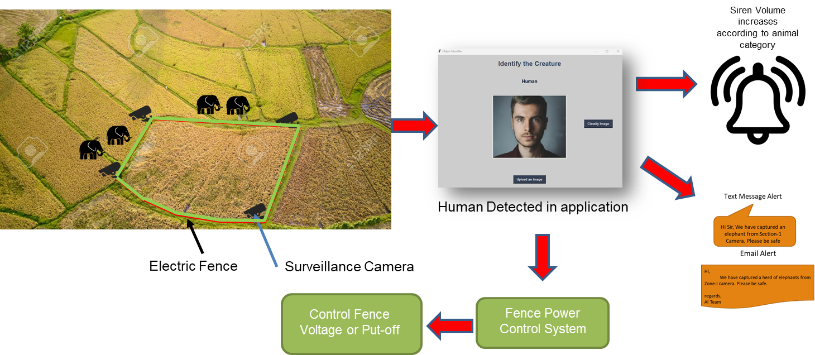 Siren Volume
increases
according to animal
category
Identify the Creature
Human
Classify Image
Upload an image
Human Detected in application
Text Message Alert
Hi Sir, We have captured an
elephant from Section-1
Camera. Please be safe
Email Alert
Hi,
We have captured a herd of elephants from
Zone-i camera. Please be safe.
regards,
AI Team
Electric Fence
Surveillance Camera
Control Fence
Voltage or Put-off
Fence Power
Control System